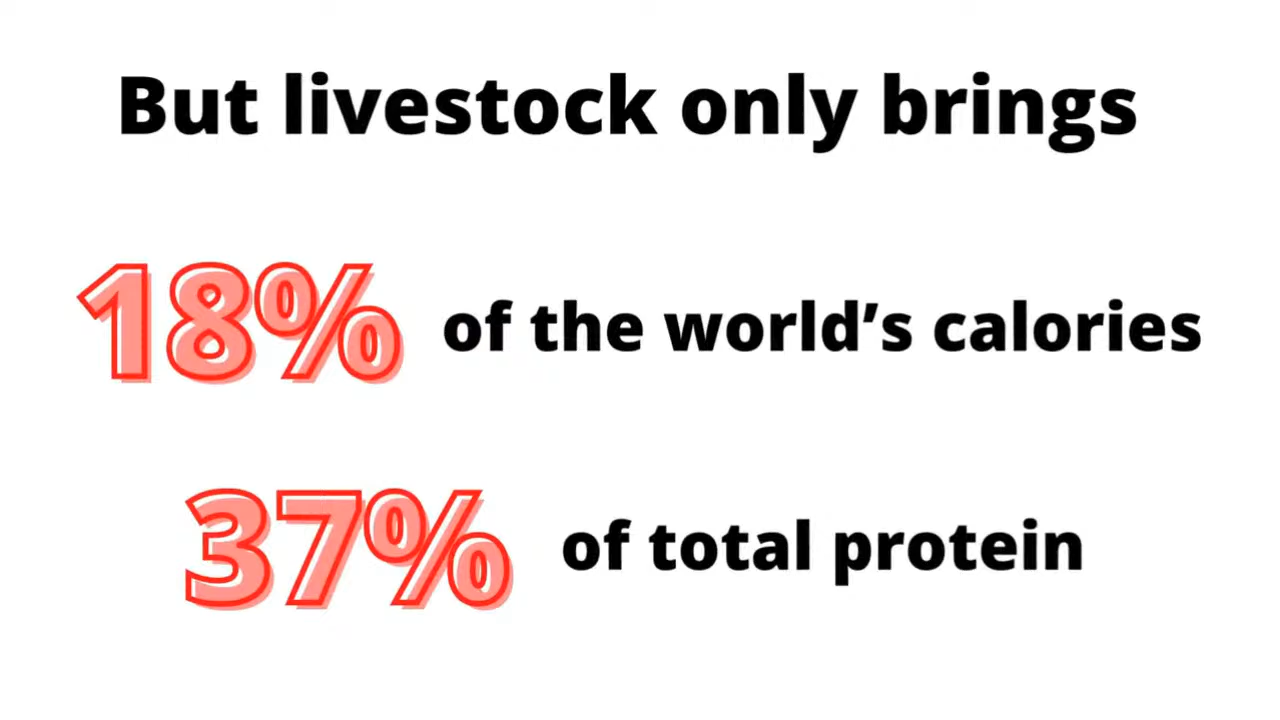 But livestock only brings
18% of the world’s calories
37% of total protein